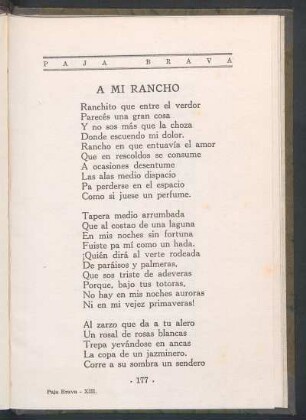 PAJA BRAVA
A MI RANCHO
Ranchito que entre el verdor
Parecés una gran cosa
Y no sos más que la choza
Donde escuendo mi dolor.
Rancho en que entuavía el amor
Que en rescoldos se consume
A ocasiones desentume
Las alas medio dispacio
Pa perderse en el espacio
Como si juese un perfume.
Tapera medio arrumbada
Que al costao de una laguna
En mis noches sin fortuna
Fuiste pa mí como un hada.
¡Quién dirá al verte rodeada
De paráisos y palmeras,
Que sos triste de adeveras
Porque, bajo tus totoras,
No hay en mis noches auroras
Ni en mi vejez primaveras!
Al zarzo que da a tu alero
Un rosal de rosas blancas
Trepa yevándose en ancas
La copa de un jazminero.
Corre a su sombra un sendero
- 177 -
Paja Brava - XIII.